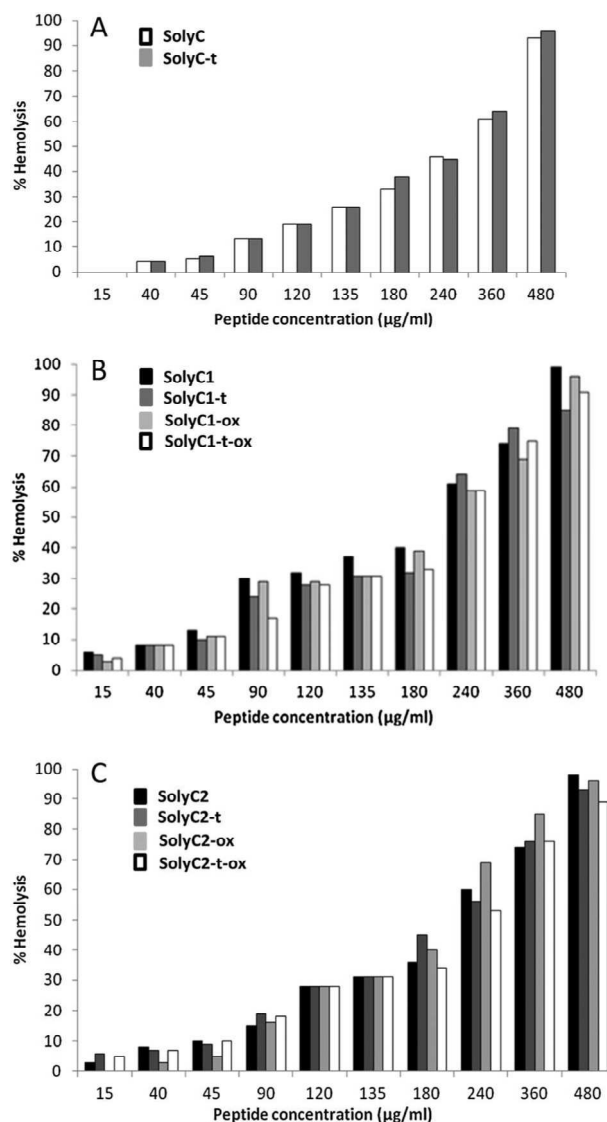 A
SolyC
SolyC-t
100
90
80
70
60
50
40
30
20
10
0
% Hemolysis
15 40 45 90 120 135 180 240 360 480
Peptide concentration (µg/ml)
B
SolyC1
SolyC1-t
SolyC1-ox
SolyC1-t-ox
100
90
80
70
60
50
40
30
20
10
0
% Hemolysis
15 40 45 90 120 135 180 240 360 480
Peptide concentration (µg/ml)
C
SolyC2
SolyC2-t
SolyC2-ox
SolyC2-t-ox
100
90
80
70
60
50
40
30
20
10
0
% Hemolysis
15 40 45 90 120 135 180 240 360 480
Peptide concentration (µg/ml)